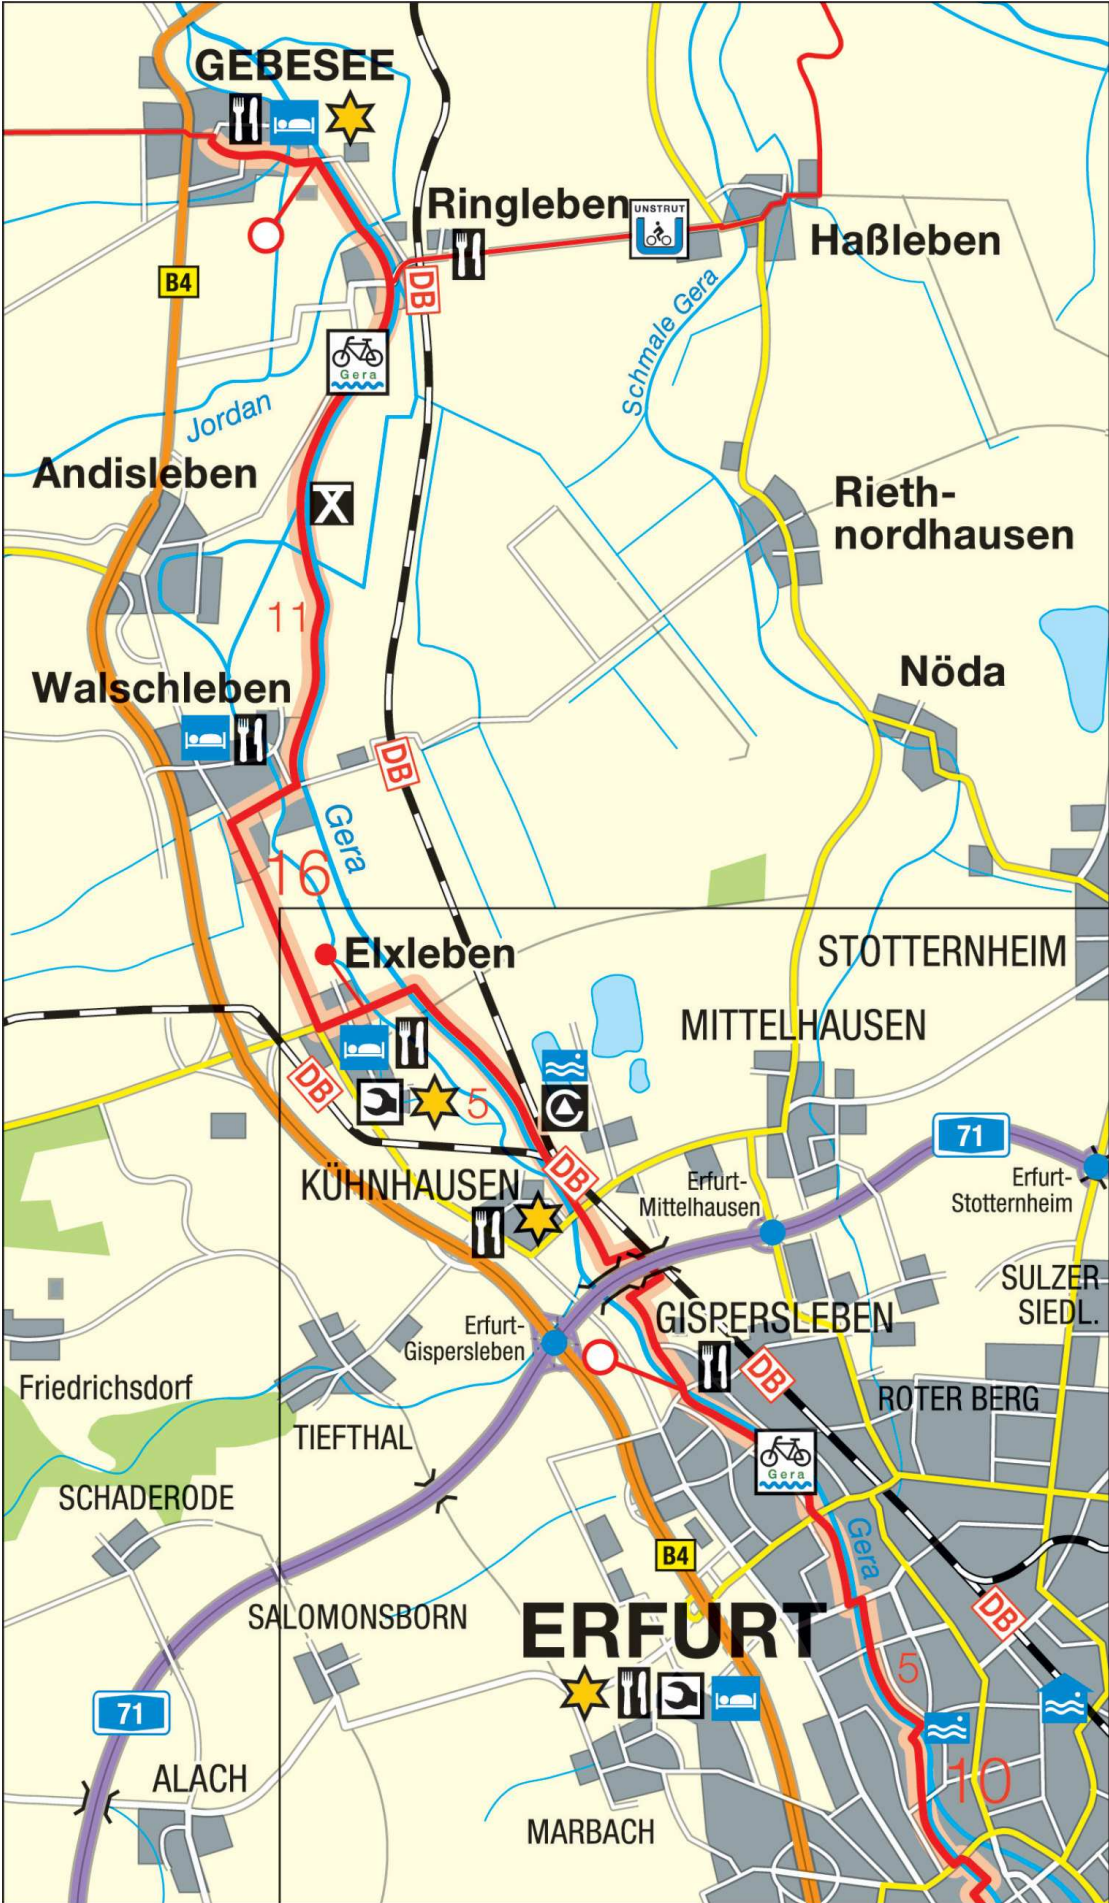 GEBESEE
Ringleben
UNSTRUT
Haßleben
B4
DB
Schmale Gera
Gera
Jordan
Andisleben
Rieth-
nordhausen
11
Walschleben
Nöda
DB
Gera
16
Elxleben
STOTTERNHEIM
MITTELHAUSEN
DB
5
71
KÜHNHAUSEN
DB
Erfurt-
Mittelhausen
Erfurt-
Stotternheim
SULZER
SIEDL.
Erfurt-
Gispersleben
GISPERSLEBEN
DB
Friedrichsdorf
ROTER BERG
TIEFTHAL
Gera
SCHADERODE
Gera
B4
SALOMONSBORN
ERFURT
DB
5
71
10
ALACH
MARBACH